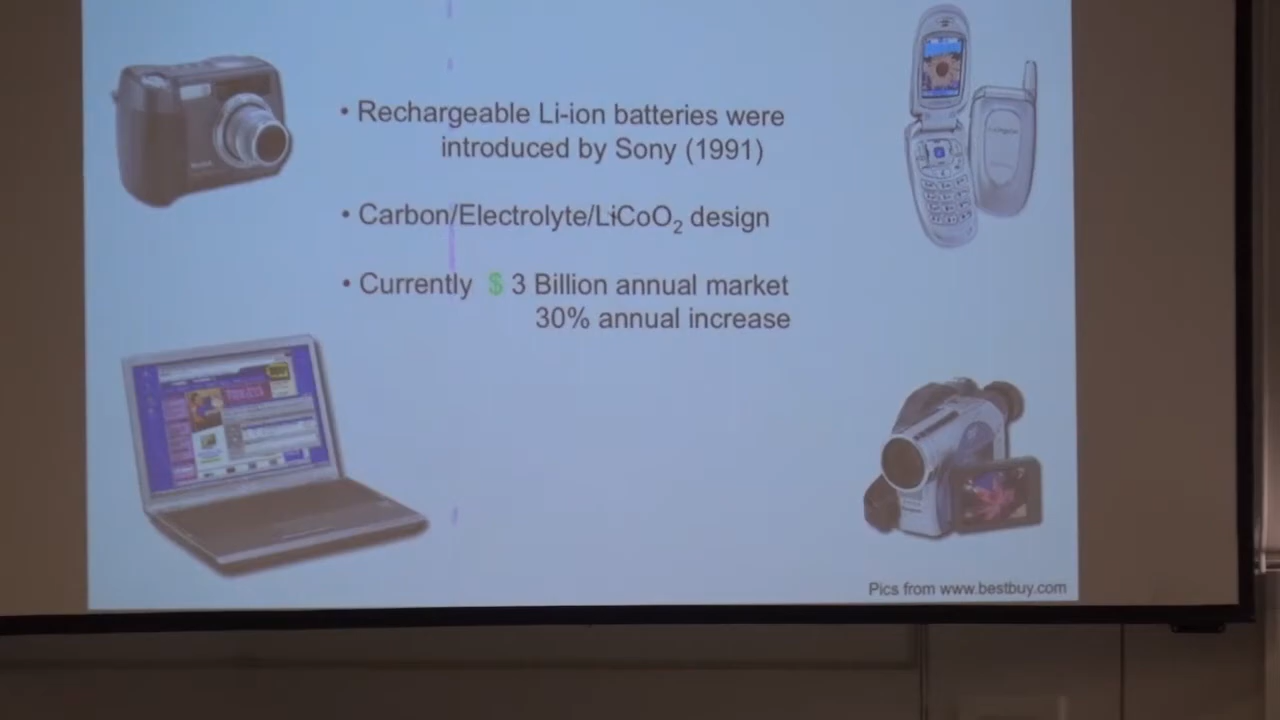 • Rechargeable Li-ion batteries were
introduced by Sony (1991)
• Carbon/Electrolyte/LiCoO₂ design
• Currently $ 3 Billion annual market
30% annual increase
Pics from www.bestbuy.com